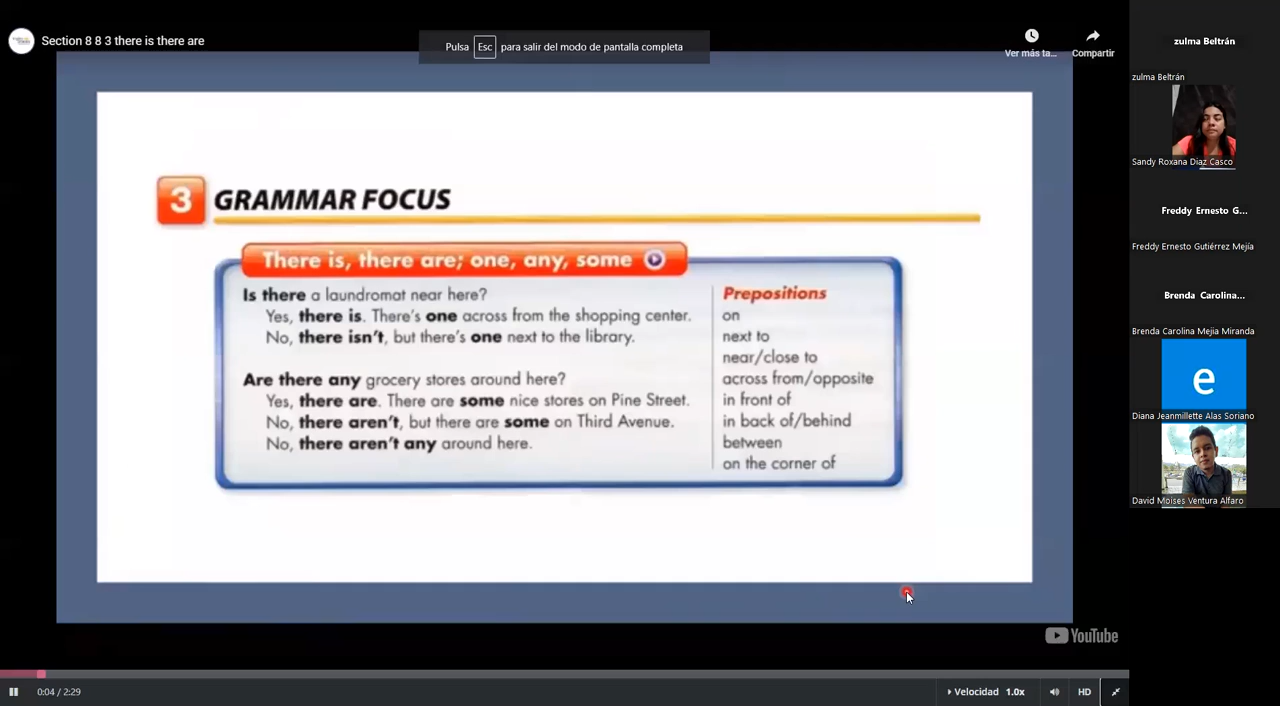 Section 8 8 3 there is there are
Pulsa Esc para salir del modo de pantalla completa
Ver más ta...
Compartir
3 GRAMMAR FOCUS
There is, there are; one, any, some
Is there a laundromat near here?
Yes, there is. There's one across from the shopping center.
No, there isn't, but there's one next to the library.
Are there any grocery stores around here?
Yes, there are. There are some nice stores on Pine Street.
No, there aren't, but there are some on Third Avenue.
No, there aren't any around here.
Prepositions
on
next to
near/close to
across from/opposite
in front of
in back of/behind
between
on the corner of
YouTube
0:04 / 2:29
Velocidad 1.0x
HD
zulma Beltrán
zulma Beltrán
Sandy Roxana Diaz Casco
Freddy Ernesto G...
Freddy Ernesto Gutiérrez Mejía
Brenda Carolina...
Brenda Carolina Mejia Miranda
e
Diana Jeanmillette Alas Soriano
David Moises Ventura Alfaro